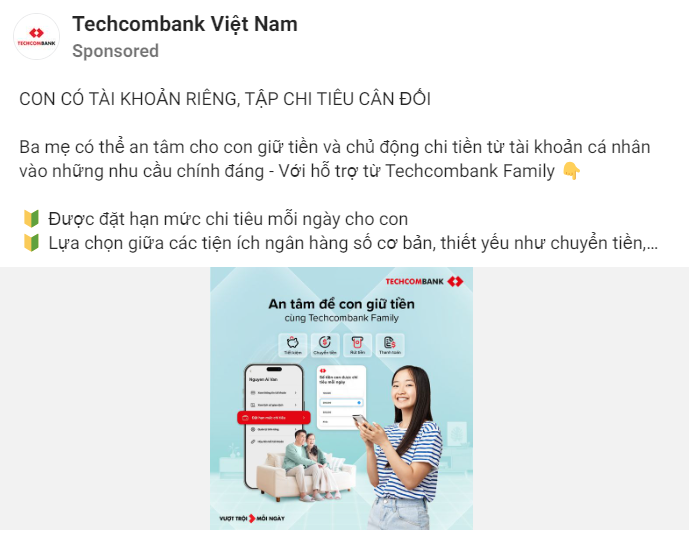 Techcombank Việt Nam
Sponsored
TECHCOMBANK
CON CÓ TÀI KHOẢN RIÊNG, TẬP CHI TIÊU CÂN ĐỐI
Ba mẹ có thể an tâm cho con giữ tiền và chủ động chi tiền từ tài khoản cá nhân
vào những nhu cầu chính đáng - Với hỗ trợ từ Techcombank Family 👇
🔰 Được đặt hạn mức chi tiêu mỗi ngày cho con
🔰 Lựa chọn giữa các tiện ích ngân hàng số cơ bản, thiết yếu như chuyển tiền,...
TECHCOMBANK
An tâm để con giữ tiền
cùng Techcombank Family
Tiết kiệm
Chuyển tiền
Rút tiền
Thanh toán
Nguyen Ai Van
Số tiền con được chi
tiêu mỗi ngày
Đặt hạn mức chi tiêu
VƯỢT TRỘI MỖI NGÀY